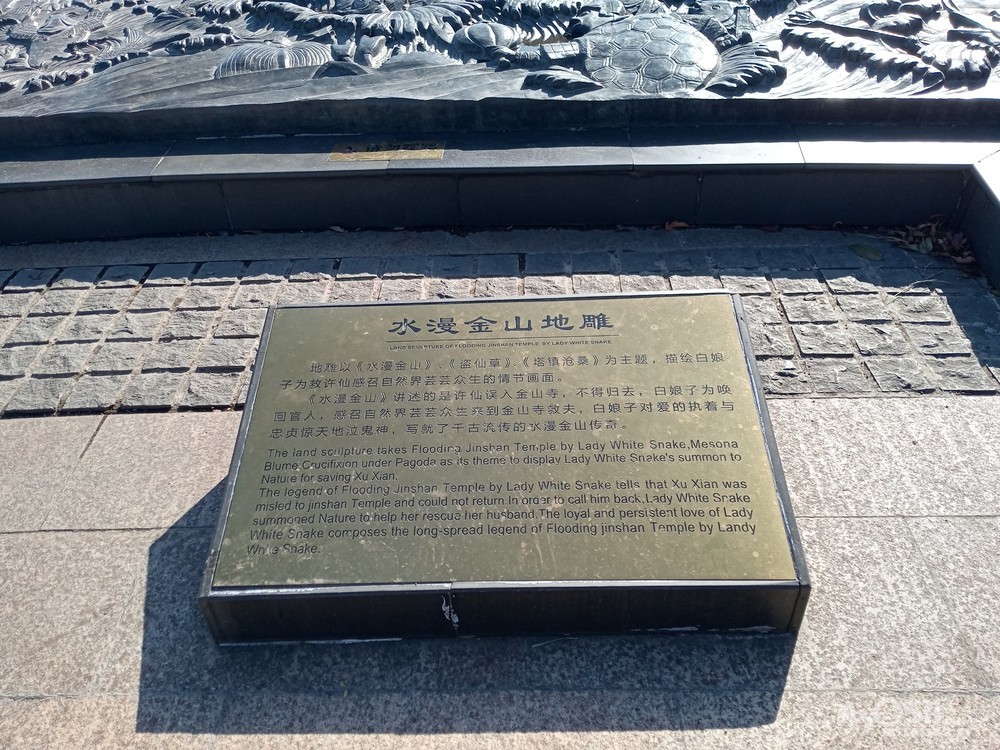 水漫金山地雕
LAND SCULPTURE OF FLOODING JINSHAN TEMPLE BY LADY WHITE SNAKE
地雕以《水漫金山》、《盗仙草》、《塔镇沧桑》为主题，描绘白娘
子为救许仙感召自然界芸芸众生的情节画面。
《水漫金山》讲述的是许仙误入金山寺，不得归去，白娘子为唤
回官人，感召自然界芸芸众生来到金山寺救夫，白娘子对爱的执着与
忠贞惊天地泣鬼神，写就了千古流传的水漫金山传奇。
The land sculpture takes Flooding Jinshan Temple by Lady White Snake,Mesona
Blume,Crucifixion under Pagoda as its theme to display Lady White Snake's summon to
Nature for saving Xu Xian.
The legend of Flooding Jinshan Temple by Lady White Snake tells that Xu Xian was
misled to jinshan Temple and could not return.In order to call him back,Lady White Snake
summoned Nature to help her rescue her husband.The loyal and persistent love of Lady
White Snake composes the long-spread legend of Flooding jinshan Temple by Landy
White Snake.